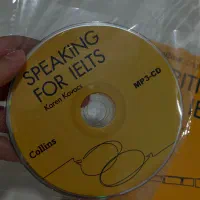 SPEAKING
FOR IELTS
Karen Kovacs
MP3-CD
Collins